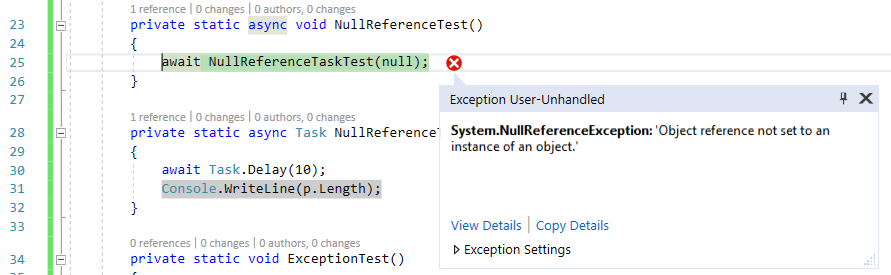 1 reference | 0 changes | 0 authors, 0 changes
23 private static async void NullReferenceTest()
24 {
25 await NullReferenceTaskTest(null);
26 }
27
1 reference | 0 changes | 0 authors, 0 changes
28 private static async Task NullReferenceT
29 {
30 await Task.Delay(10);
31 Console.WriteLine(p.Length);
32 }
33
0 references | 0 changes | 0 authors, 0 changes
34 private static void ExceptionTest()
Exception User-Unhandled
System.NullReferenceException: 'Object reference not set to an
instance of an object.'
View Details | Copy Details
Exception Settings